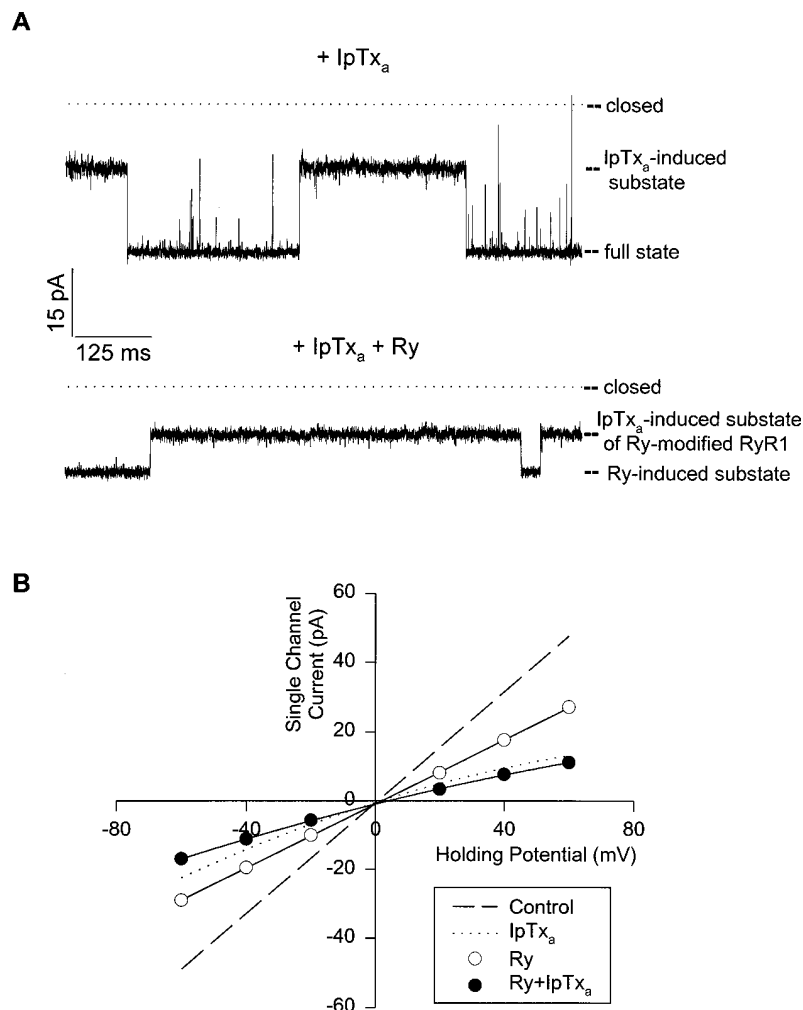 A
+ IpTxa
closed
IpTxa-induced
substate
full state
15 pA
125 ms
+ IpTxa + Ry
closed
IpTxa-induced substate
of Ry-modified RyR1
Ry-induced substate
B
Single Channel
Current (pA)
60
40
20
0
-80
-40
0
40
80
Holding Potential (mV)
-20
-40
-60
Control
IpTxa
Ry
Ry+IpTxa